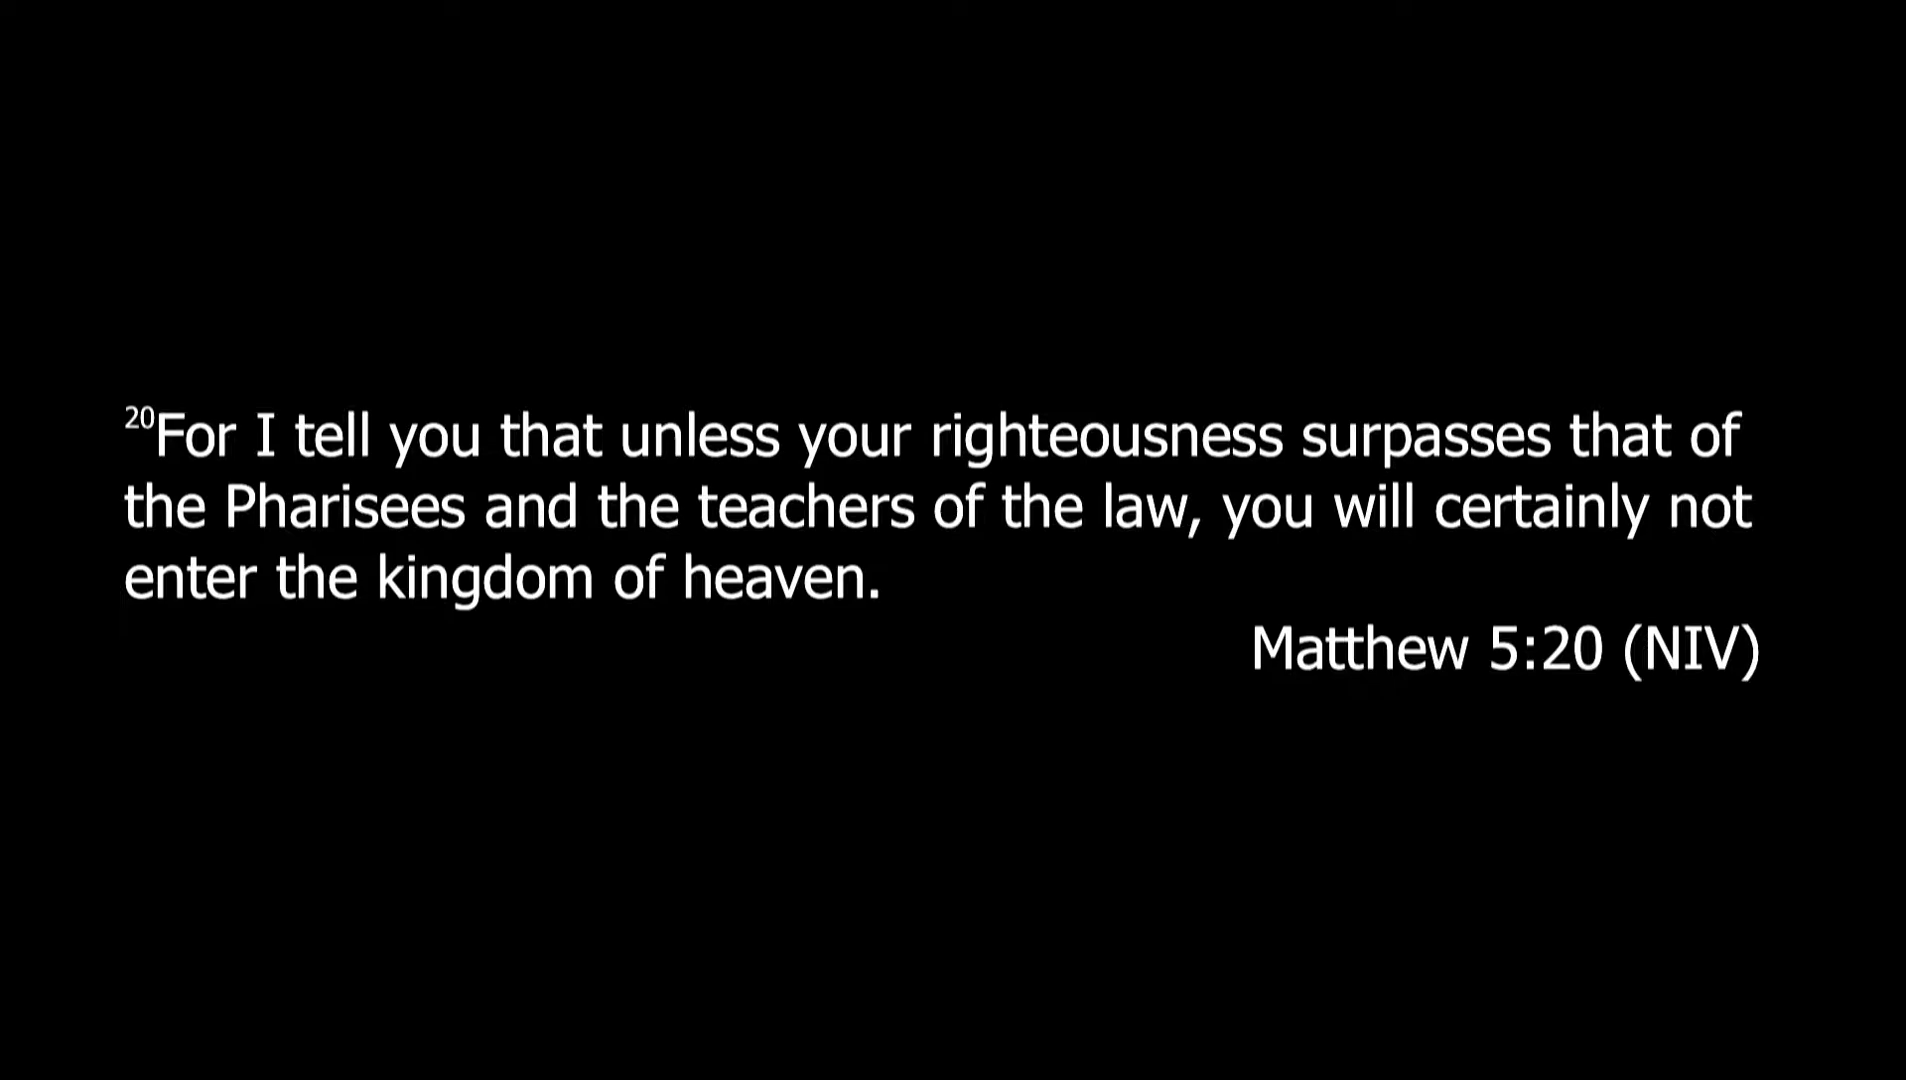 20For I tell you that unless your righteousness surpasses that of
the Pharisees and the teachers of the law, you will certainly not
enter the kingdom of heaven.
Matthew 5:20 (NIV)